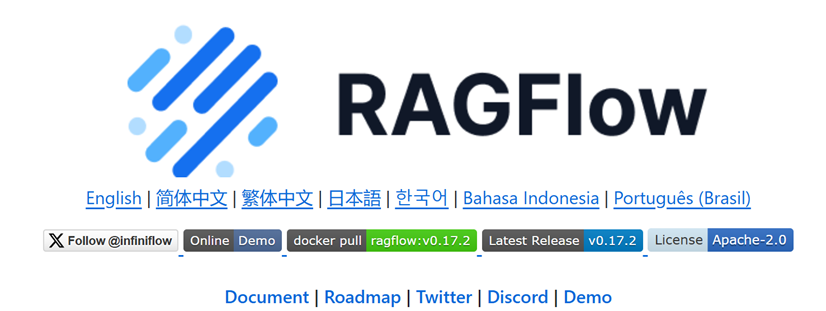 RAGFlow
English | 简体中文 | 繁体中文 | 日本語 | 한국어 | Bahasa Indonesia | Português (Brasil)
Follow @infiniflow Online Demo docker pull ragflow:v0.17.2 Latest Release v0.17.2 License Apache-2.0
Document | Roadmap | Twitter | Discord | Demo